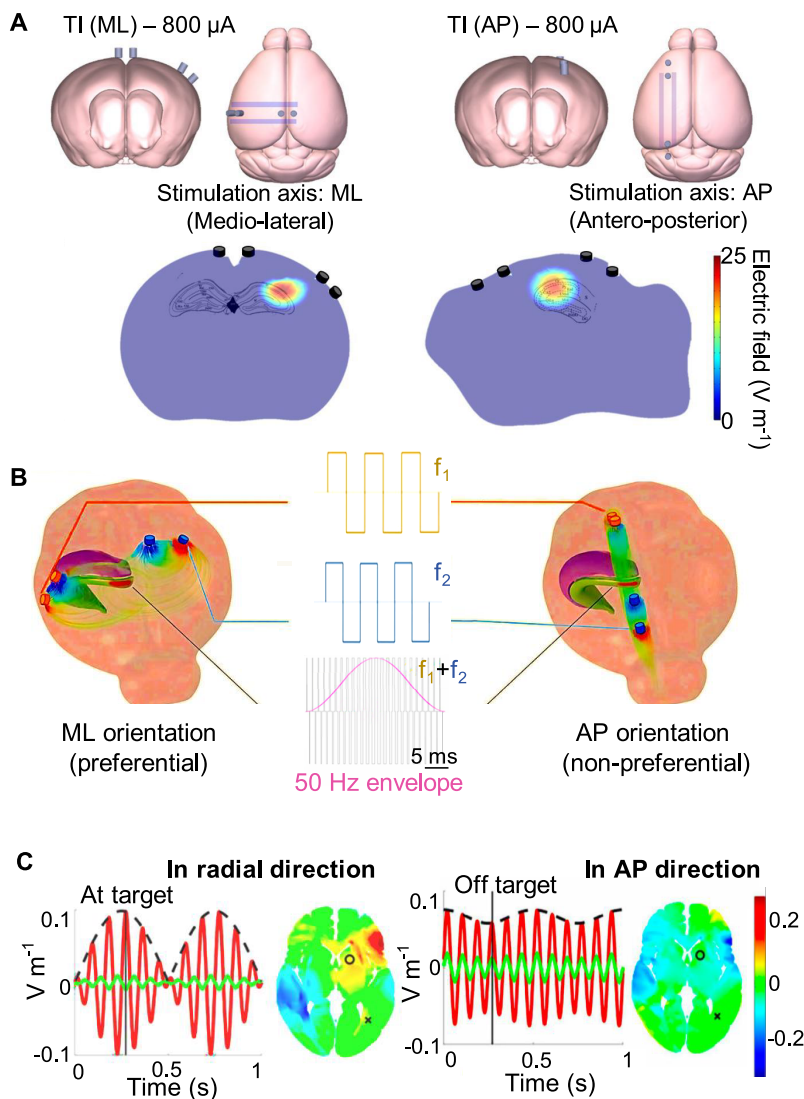 A
TI (ML) – 800 µA
TI (AP) – 800 µA
Stimulation axis: ML
(Medio-lateral)
Stimulation axis: AP
(Antero-posterior)
25
0
Electric field (V m⁻¹)
B
f₁
f₂
f₁+f₂
5 ms
50 Hz envelope
ML orientation
(preferential)
AP orientation
(non-preferential)
C
In radial direction
In AP direction
At target
Off target
0.1
0
-0.1
V m⁻¹
0
0.5
1
Time (s)
0.1
0
-0.1
V m⁻¹
0
0.5
1
Time (s)
0.2
0
-0.2